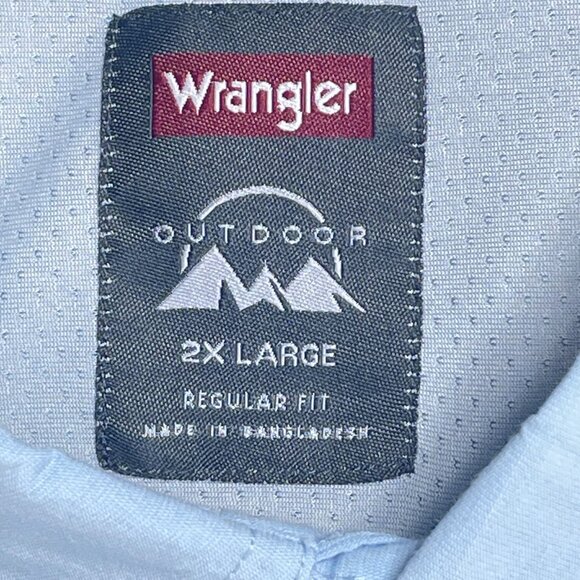 Wrangler
OUTDOOR
2X LARGE
REGULAR FIT
MADE IN BANGLADESH